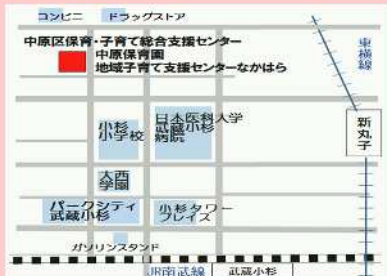 コンビニ ドラッグストア
中原区保育・子育て総合支援センター
中原保育園
地域子育て支援センターなかはら
東横線
新丸子
小杉
小学校
日本医科大学
武蔵小杉
病院
大西
学園
パークシティ
武蔵小杉
小杉タワー
プレイス
ガソリンスタンド
JR南武線 武蔵小杉